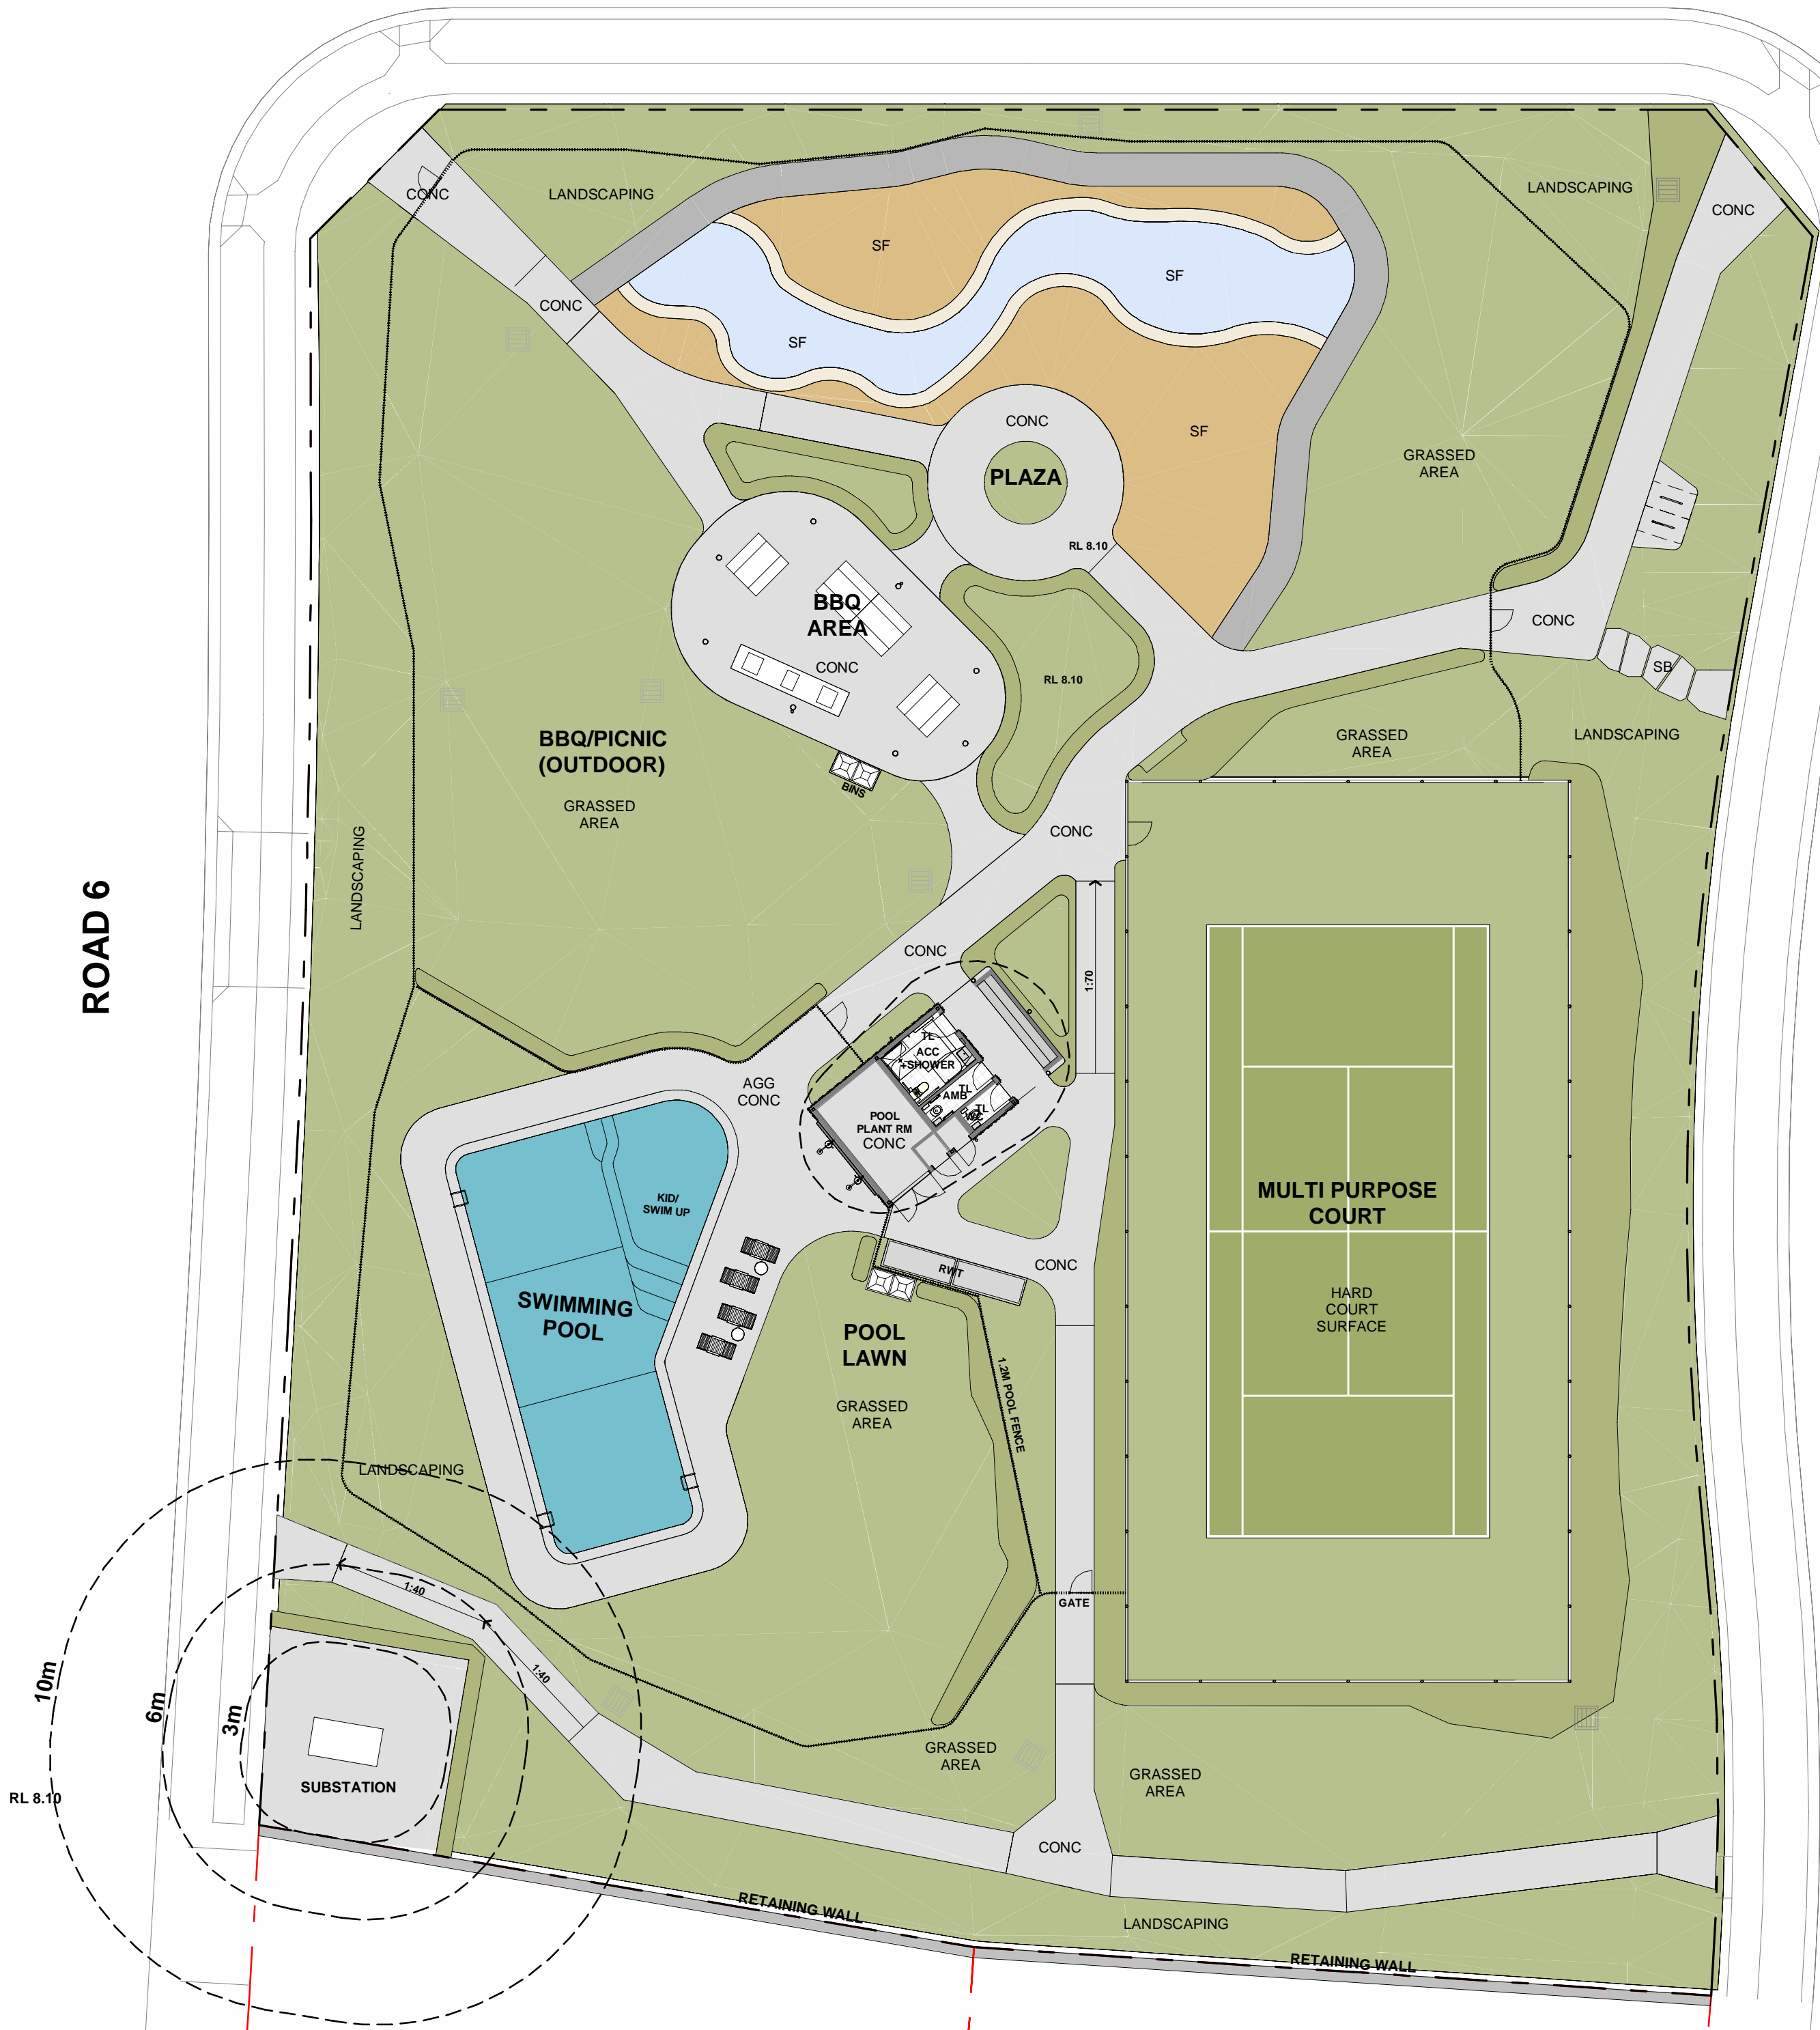 CONC
LANDSCAPING
LANDSCAPING
CONC
SF
SF
CONC
SF
CONC
SF
PLAZA
GRASSED
AREA
RL 8.10
BBQ
AREA
CONC
CONC
SB
RL 8.10
BBQ/PICNIC
(OUTDOOR)
GRASSED
AREA
LANDSCAPING
GRASSED
AREA
BINS
CONC
LANDSCAPING
ROAD 6
CONC
1:70
TL
ACC
+SHOWER
TL
AMB
TL
WC
AGG
CONC
POOL
PLANT RM
CONC
KID/
SWIM UP
MULTI PURPOSE
COURT
CONC
RWT
HARD
COURT
SURFACE
SWIMMING
POOL
POOL
LAWN
GRASSED
AREA
1.2M POOL FENCE
LANDSCAPING
1:40
GATE
1:40
10m
6m
3m
GRASSED
AREA
GRASSED
AREA
SUBSTATION
RL 8.10
CONC
RETAINING WALL
LANDSCAPING
RETAINING WALL